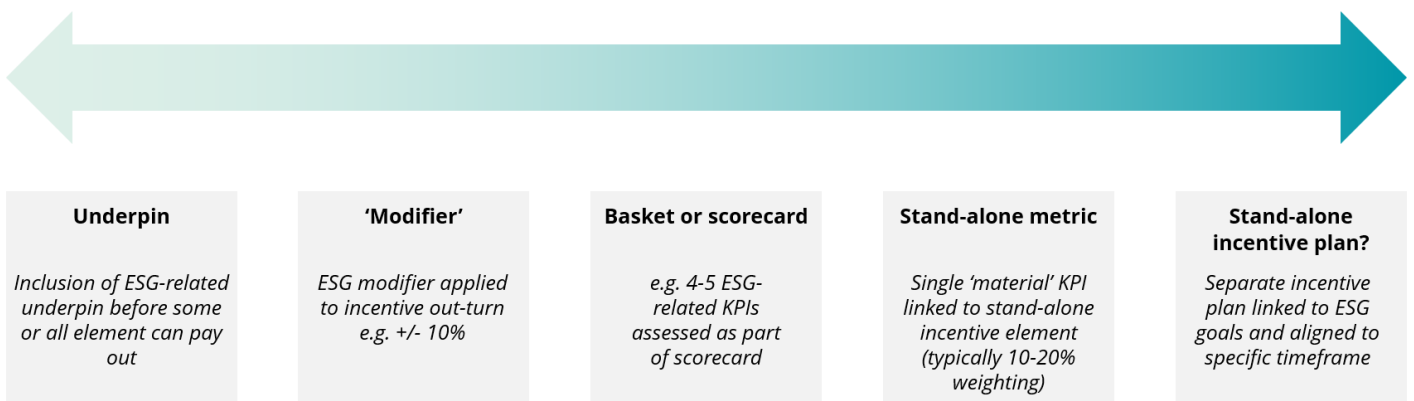 Underpin
Inclusion of ESG-related
underpin before some
or all element can pay
out
‘Modifier’
ESG modifier applied
to incentive out-turn
e.g. +/- 10%
Basket or scorecard
e.g. 4-5 ESG-
related KPIs
assessed as part
of scorecard
Stand-alone metric
Single ‘material’ KPI
linked to stand-alone
incentive element
(typically 10-20%
weighting)
Stand-alone
incentive plan?
Separate incentive
plan linked to ESG
goals and aligned to
specific timeframe